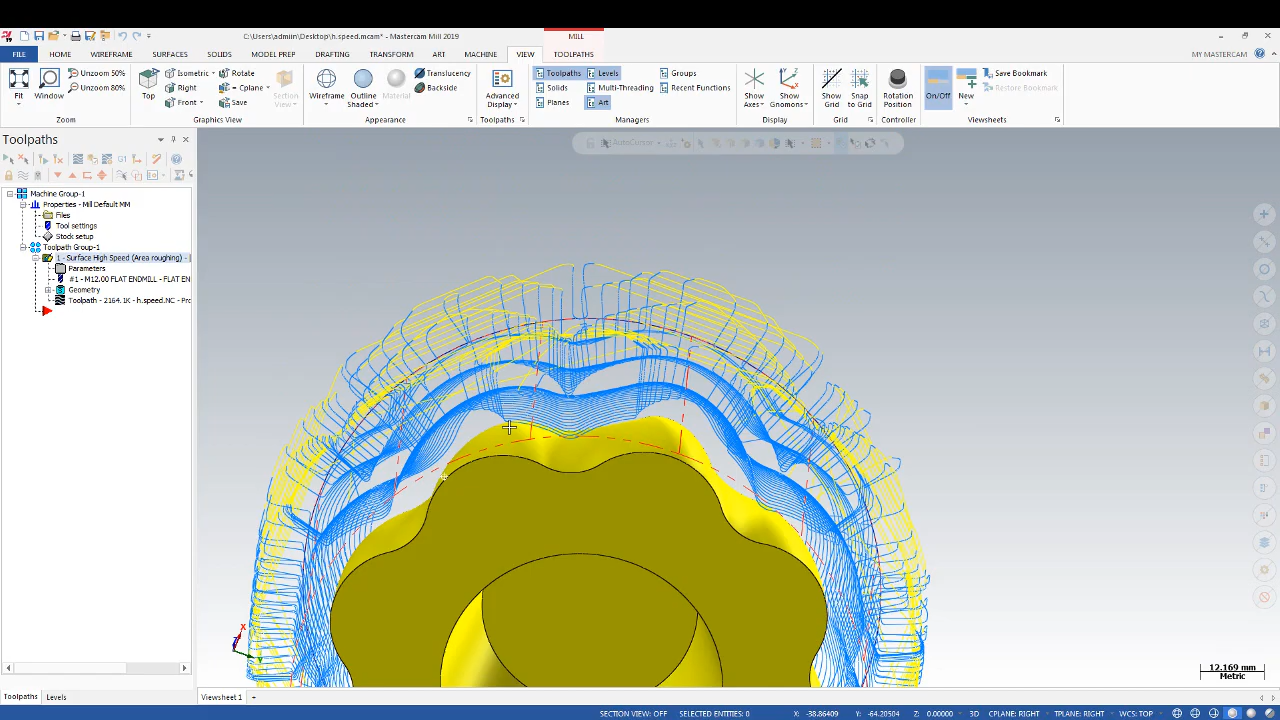 C:\Users\admiin\Desktop\h.speed.mcam* - Mastercam Mill 2019
MILL
FILE HOME WIREFRAME SURFACES SOLIDS MODEL PREP DRAFTING TRANSFORM ART MACHINE VIEW TOOLPATHS MY MASTERCAM
Fit
Window
Unzoom 50%
Unzoom 80%
Zoom
Top
Isometric
Right
Front
Rotate
= Cplane
Save
Section View
Graphics View
Wireframe
Outline Shaded
Material
Translucency
Backside
Appearance
Advanced Display
Toolpaths
Toolpaths
Levels
Groups
Solids
Multi-Threading
Recent Functions
Planes
Art
Managers
Show Axes
Show Gnomons
Display
Show Grid
Snap to Grid
Grid
Rotation Position
Controller
On/Off
New
Save Bookmark
Restore Bookmark
Viewsheets
Toolpaths
AutoCursor
G1
Machine Group-1
Properties - Mill Default MM
Files
Tool settings
Stock setup
Toolpath Group-1
1 - Surface High Speed (Area roughing) -
Parameters
#1 - M12.00 FLAT ENDMILL - FLAT EN
Geometry
Toolpath - 2164.1K - h.speed.NC - Pro
X
Y
12.169 mm
Metric
Toolpaths Levels
Viewsheet 1 +
SECTION VIEW: OFF SELECTED ENTITIES: 0 X: -38.86409 Y: -64.20504 Z: 0.00000 3D CPLANE: RIGHT TPLANE: RIGHT WCS: TOP